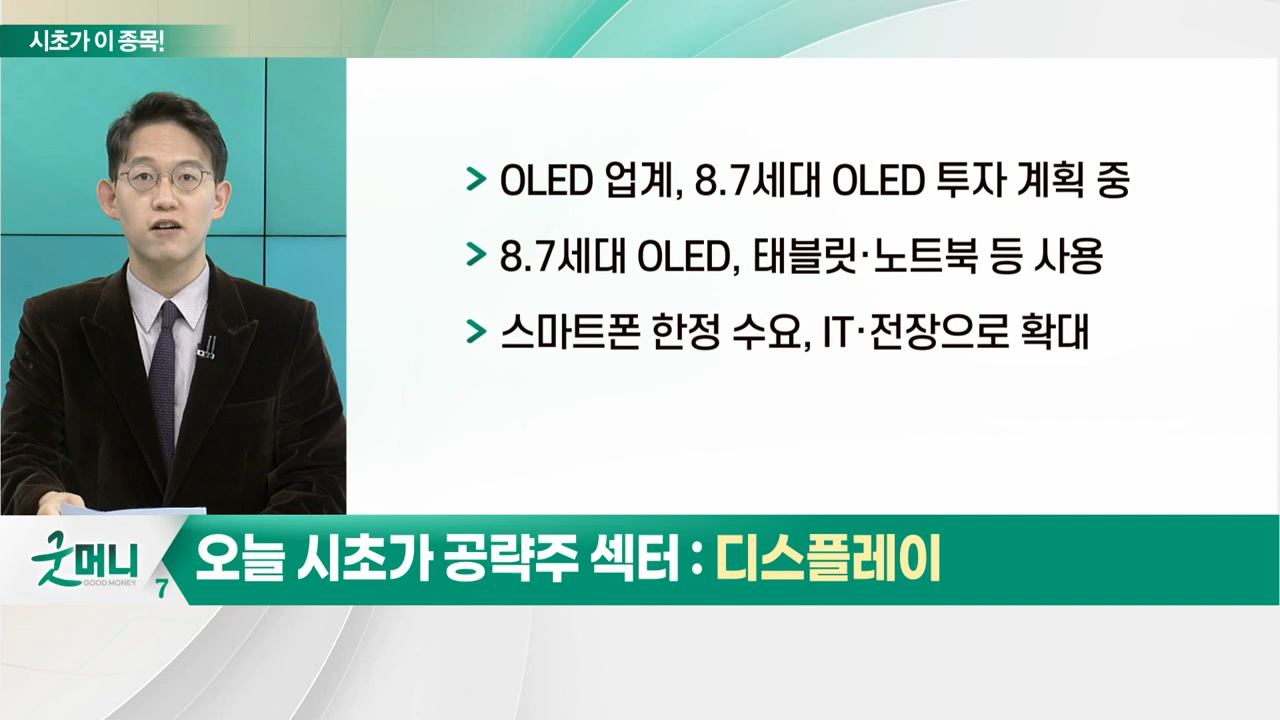 시초가 이 종목!
> OLED 업계, 8.7세대 OLED 투자 계획 중
> 8.7세대 OLED, 태블릿·노트북 등 사용
> 스마트폰 한정 수요, IT·전장으로 확대
굿머니
GOOD MONEY
7
오늘 시초가 공략주 섹터 : 디스플레이